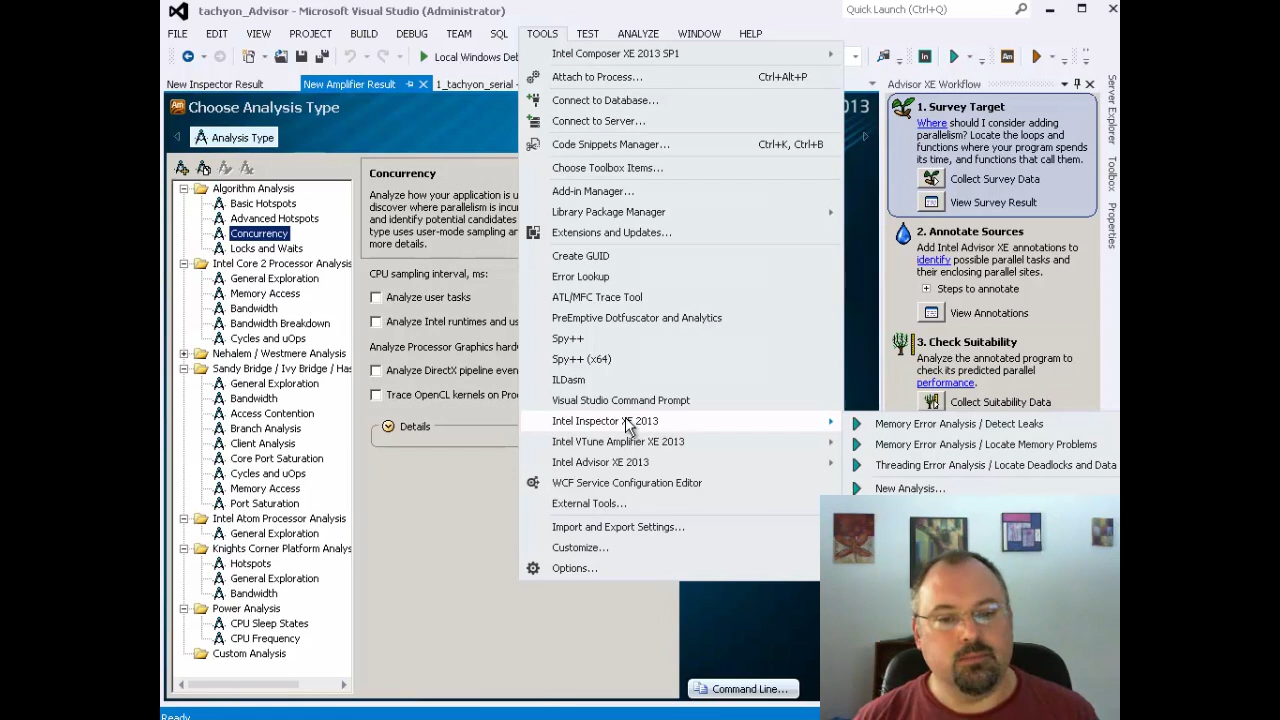 tachyon_Advisor - Microsoft Visual Studio (Administrator)
Quick Launch (Ctrl+Q)
FILE EDIT VIEW PROJECT BUILD DEBUG TEAM SQL TOOLS TEST ANALYZE WINDOW HELP
Local Windows Deb
New Inspector Result
New Amplifier Result
1_tachyon_serial
Choose Analysis Type
013
Analysis Type
Algorithm Analysis
Basic Hotspots
Advanced Hotspots
Concurrency
Locks and Waits
Intel Core 2 Processor Analysis
General Exploration
Memory Access
Bandwidth
Bandwidth Breakdown
Cycles and uOps
Nehalem / Westmere Analysis
Sandy Bridge / Ivy Bridge / Has
General Exploration
Bandwidth
Access Contention
Branch Analysis
Client Analysis
Core Port Saturation
Cycles and uOps
Memory Access
Port Saturation
Intel Atom Processor Analysis
General Exploration
Knights Corner Platform Analys
Hotspots
General Exploration
Bandwidth
Power Analysis
CPU Sleep States
CPU Frequency
Custom Analysis
Concurrency
Analyze how your application is u
discover where parallelism is incu
and identify potential candidates
type uses user-mode sampling an
more details.
CPU sampling interval, ms:
Analyze user tasks
Analyze Intel runtimes and us
Analyze Processor Graphics hardw
Analyze DirectX pipeline even
Trace OpenCL kernels on Proc
Details
Command Line...
Intel Composer XE 2013 SP1
Attach to Process... Ctrl+Alt+P
Connect to Database...
Connect to Server...
Code Snippets Manager... Ctrl+K, Ctrl+B
Choose Toolbox Items...
Add-in Manager...
Library Package Manager
Extensions and Updates...
Create GUID
Error Lookup
ATL/MFC Trace Tool
PreEmptive Dotfuscator and Analytics
Spy++
Spy++ (x64)
ILDasm
Visual Studio Command Prompt
Intel Inspector XE 2013
Intel VTune Amplifier XE 2013
Intel Advisor XE 2013
WCF Service Configuration Editor
External Tools...
Import and Export Settings...
Customize...
Options...
Memory Error Analysis / Detect Leaks
Memory Error Analysis / Locate Memory Problems
Threading Error Analysis / Locate Deadlocks and Data
New Analysis...
Advisor XE Workflow
1. Survey Target
Where should I consider adding
parallelism? Locate the loops and
functions where your program spends
its time, and functions that call them.
Collect Survey Data
View Survey Result
2. Annotate Sources
Add Intel Advisor XE annotations to
identify possible parallel tasks and
their enclosing parallel sites.
Steps to annotate
View Annotations
3. Check Suitability
Analyze the annotated program to
check its predicted parallel
performance.
Collect Suitability Data
Server Explorer
Toolbox
Properties
Ready